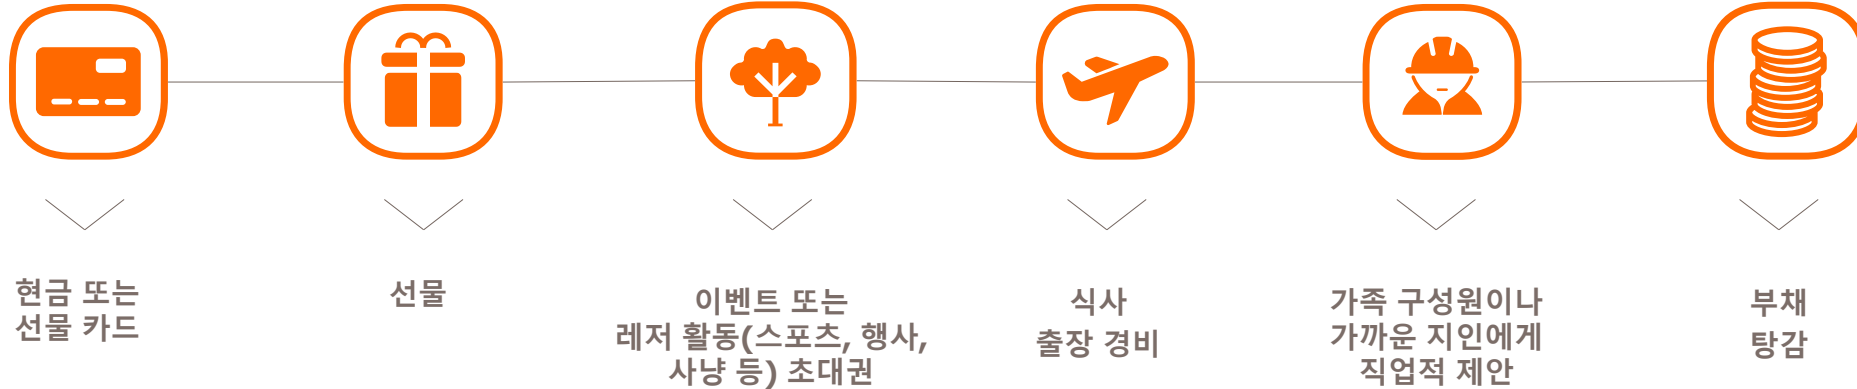 현금 또는
선물 카드
선물
이벤트 또는
레저 활동(스포츠, 행사,
사냥 등) 초대권
식사
출장 경비
가족 구성원이나
가까운 지인에게
직업적 제안
부채
탕감